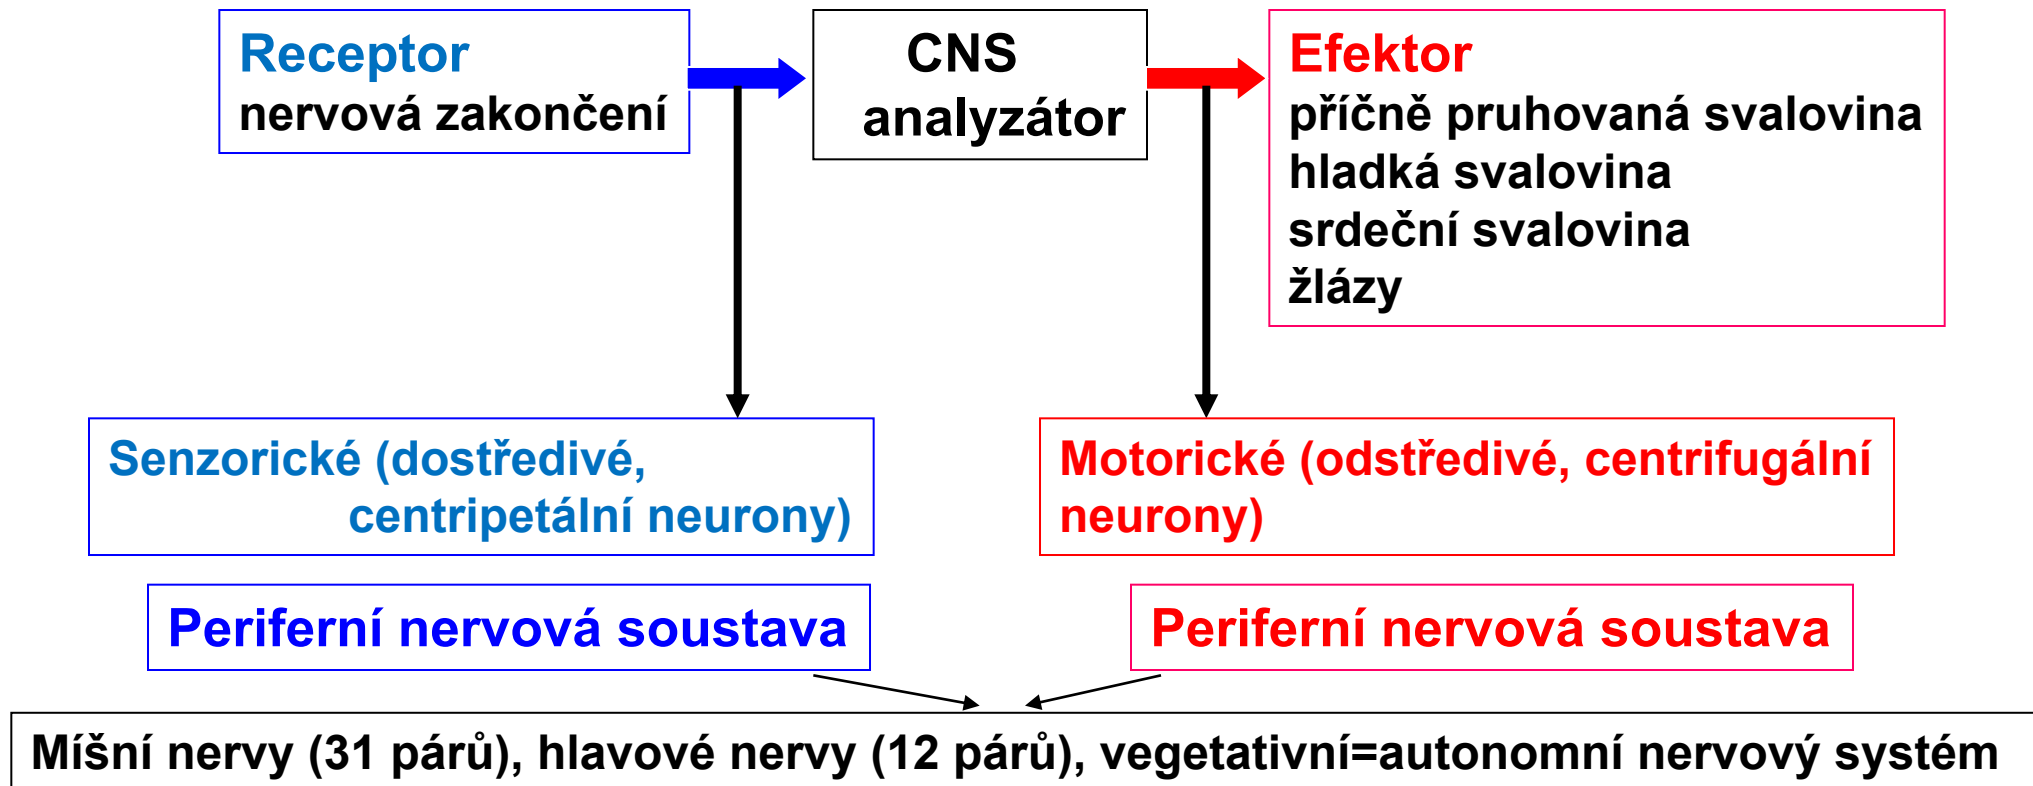 Receptor
nervová zakončení
CNS
analyzátor
Efektor
příčně pruhovaná svalovina
hladká svalovina
srdeční svalovina
žlázy
Senzorické (dostředivé,
centripetální neurony)
Motorické (odstředivé, centrifugální
neurony)
Periferní nervová soustava
Periferní nervová soustava
Míšní nervy (31 párů), hlavové nervy (12 párů), vegetativní=autonomní nervový systém